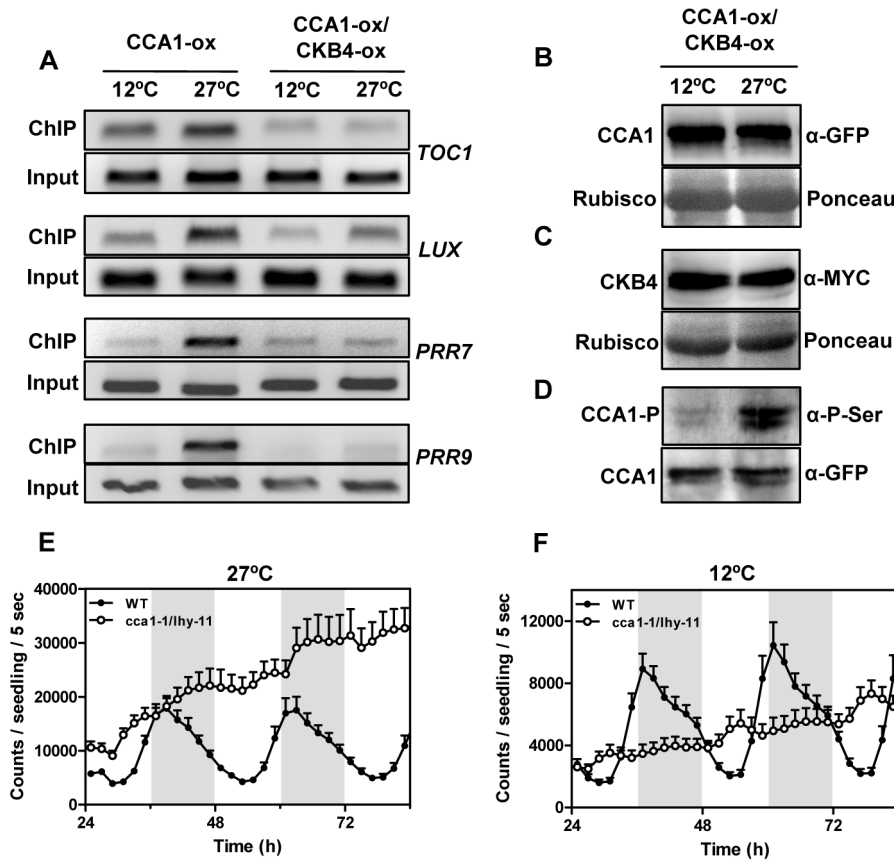 A
CCA1-ox
CCA1-ox/
CKB4-ox
12ºC 27ºC 12ºC 27ºC
ChIP
Input
TOC1
ChIP
Input
LUX
ChIP
Input
PRR7
ChIP
Input
PRR9
B
CCA1-ox/
CKB4-ox
12ºC 27ºC
CCA1 α-GFP
Rubisco Ponceau
C
CKB4 α-MYC
Rubisco Ponceau
D
CCA1-P α-P-Ser
CCA1 α-GFP
E
27ºC
WT
cca1-1/lhy-11
Counts / seedling / 5 sec
40000
30000
20000
10000
0
24 48 72
Time (h)
F
12ºC
WT
cca1-1/lhy-11
Counts / seedling / 5 sec
12000
8000
4000
0
24 48 72
Time (h)